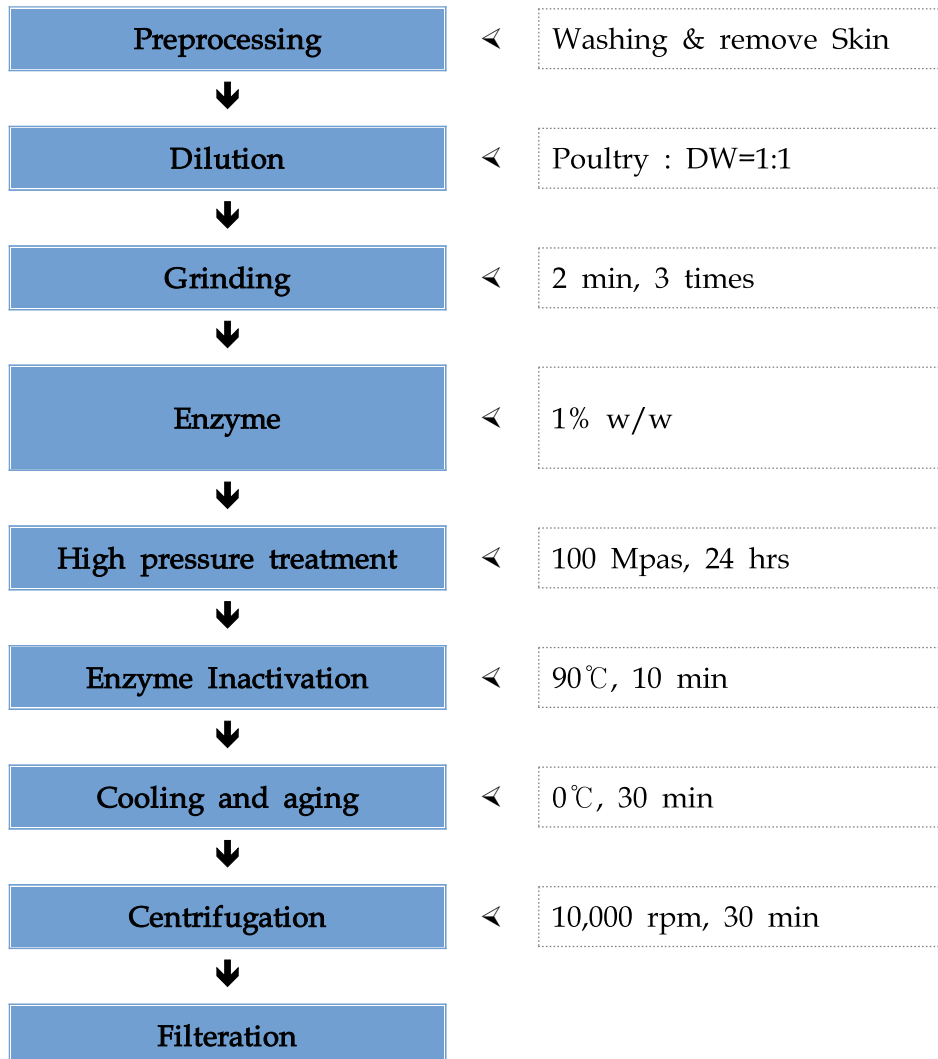 Preprocessing
Washing & remove Skin
Dilution
Poultry : DW=1:1
Grinding
2 min, 3 times
Enzyme
1% w/w
High pressure treatment
100 Mpas, 24 hrs
Enzyme Inactivation
90℃, 10 min
Cooling and aging
0℃, 30 min
Centrifugation
10,000 rpm, 30 min
Filteration